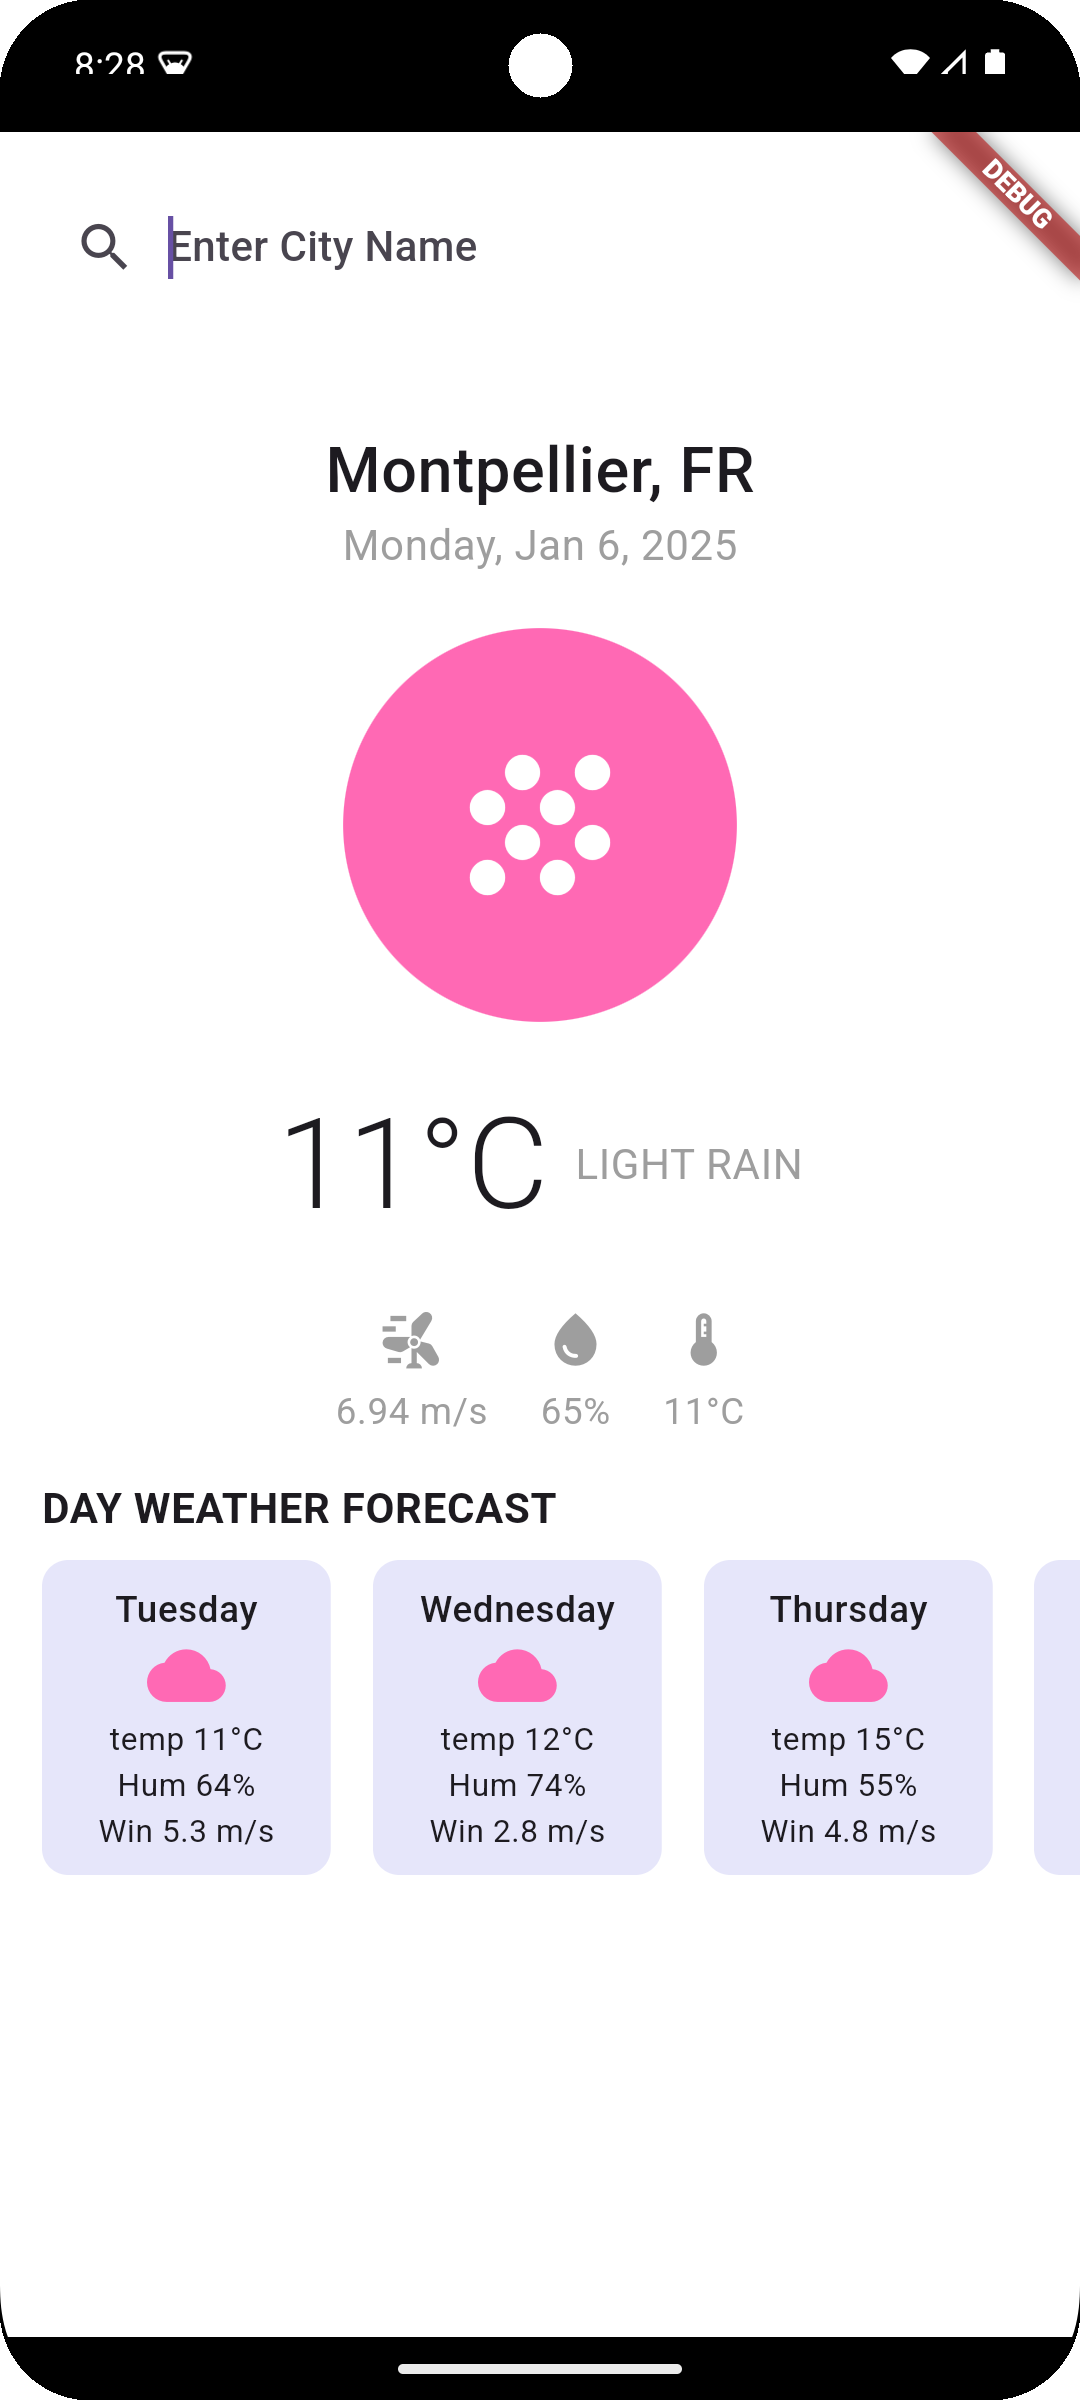 8:28
DEBUG
Enter City Name
Montpellier, FR
Monday, Jan 6, 2025
11°C LIGHT RAIN
6.94 m/s 65% 11°C
DAY WEATHER FORECAST
Tuesday Wednesday Thursday
temp 11°C temp 12°C temp 15°C
Hum 64% Hum 74% Hum 55%
Win 5.3 m/s Win 2.8 m/s Win 4.8 m/s